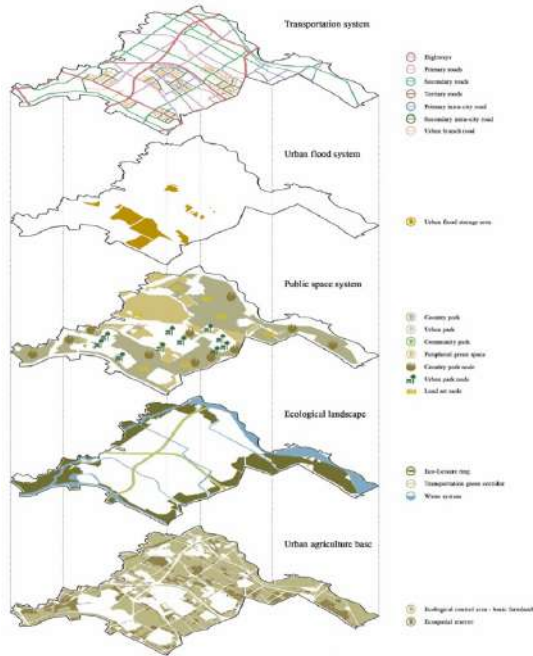 Transportation system
Highways
Primary roads
Secondary roads
Tertiary roads
Primary intra-city road
Secondary intra-city road
Urban branch road
Urban flood system
Urban flood storage area
Public space system
Country park
Urban park
Community park
Peripheral green space
Country park node
Urban park node
Land art node
Ecological landscape
Eco-Leisure ring
Transportation green corridor
Water system
Urban agriculture base
Ecological control area - basic farmland
Ecospatial reserve